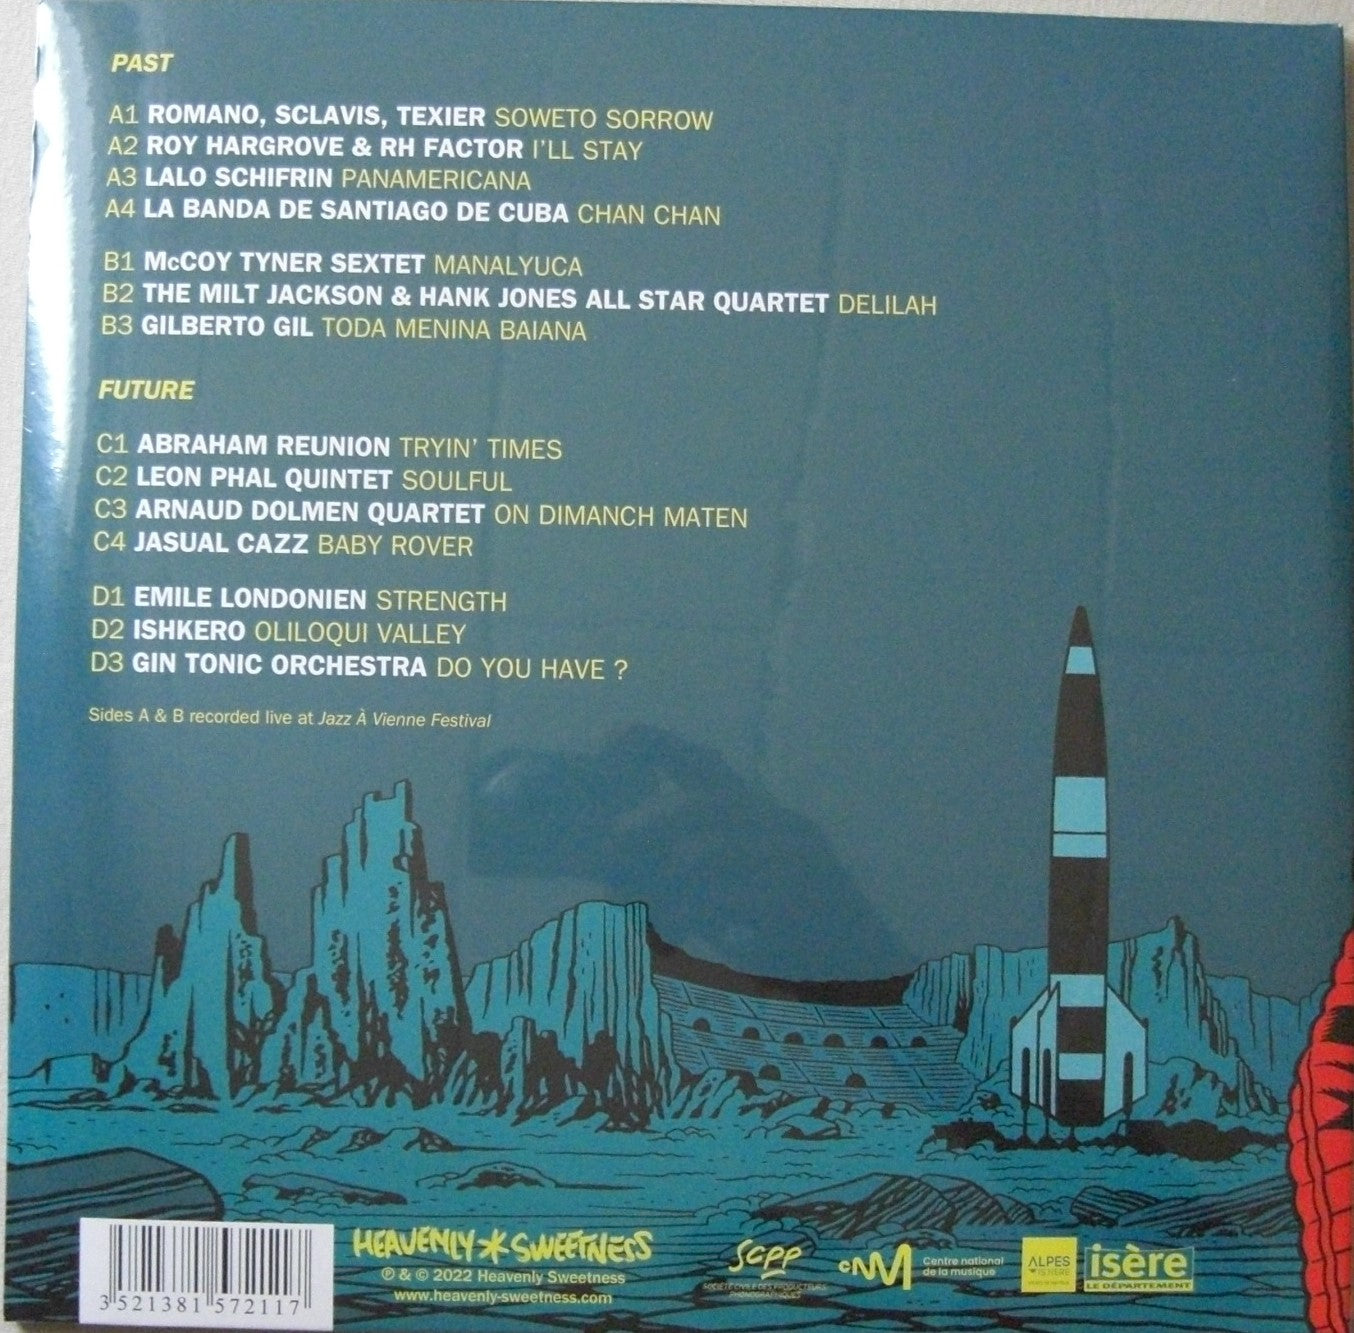 PAST
A1 ROMANO, SCLAVIS, TEXIER SOWETO SORROW
A2 ROY HARGROVE & RH FACTOR I'LL STAY
A3 LALO SCHIFRIN PANAMERICANA
A4 LA BANDA DE SANTIAGO DE CUBA CHAN CHAN
B1 McCOY TYNER SEXTET MANALYUCA
B2 THE MILT JACKSON & HANK JONES ALL STAR QUARTET DELILAH
B3 GILBERTO GIL TODA MENINA BAIANA
FUTURE
C1 ABRAHAM REUNION TRYIN' TIMES
C2 LEON PHAL QUINTET SOULFUL
C3 ARNAUD DOLMEN QUARTET ON DIMANCH MATEN
C4 JASUAL CAZZ BABY ROVER
D1 EMILE LONDONIEN STRENGTH
D2 ISHKERO OLILOQUI VALLEY
D3 GIN TONIC ORCHESTRA DO YOU HAVE ?
Sides A & B recorded live at Jazz À Vienne Festival
3 521381 572117
HEAVENLY SWEETNESS
℗ & © 2022 Heavenly Sweetness
www.heavenly-sweetness.com
SCPP
SOCIÉTÉ CIVILE DES PRODUCTEURS
PHONOGRAPHIQUES
CNM
Centre national
de la musique
ALPES
ISÈRE
isère
LE DÉPARTEMENT